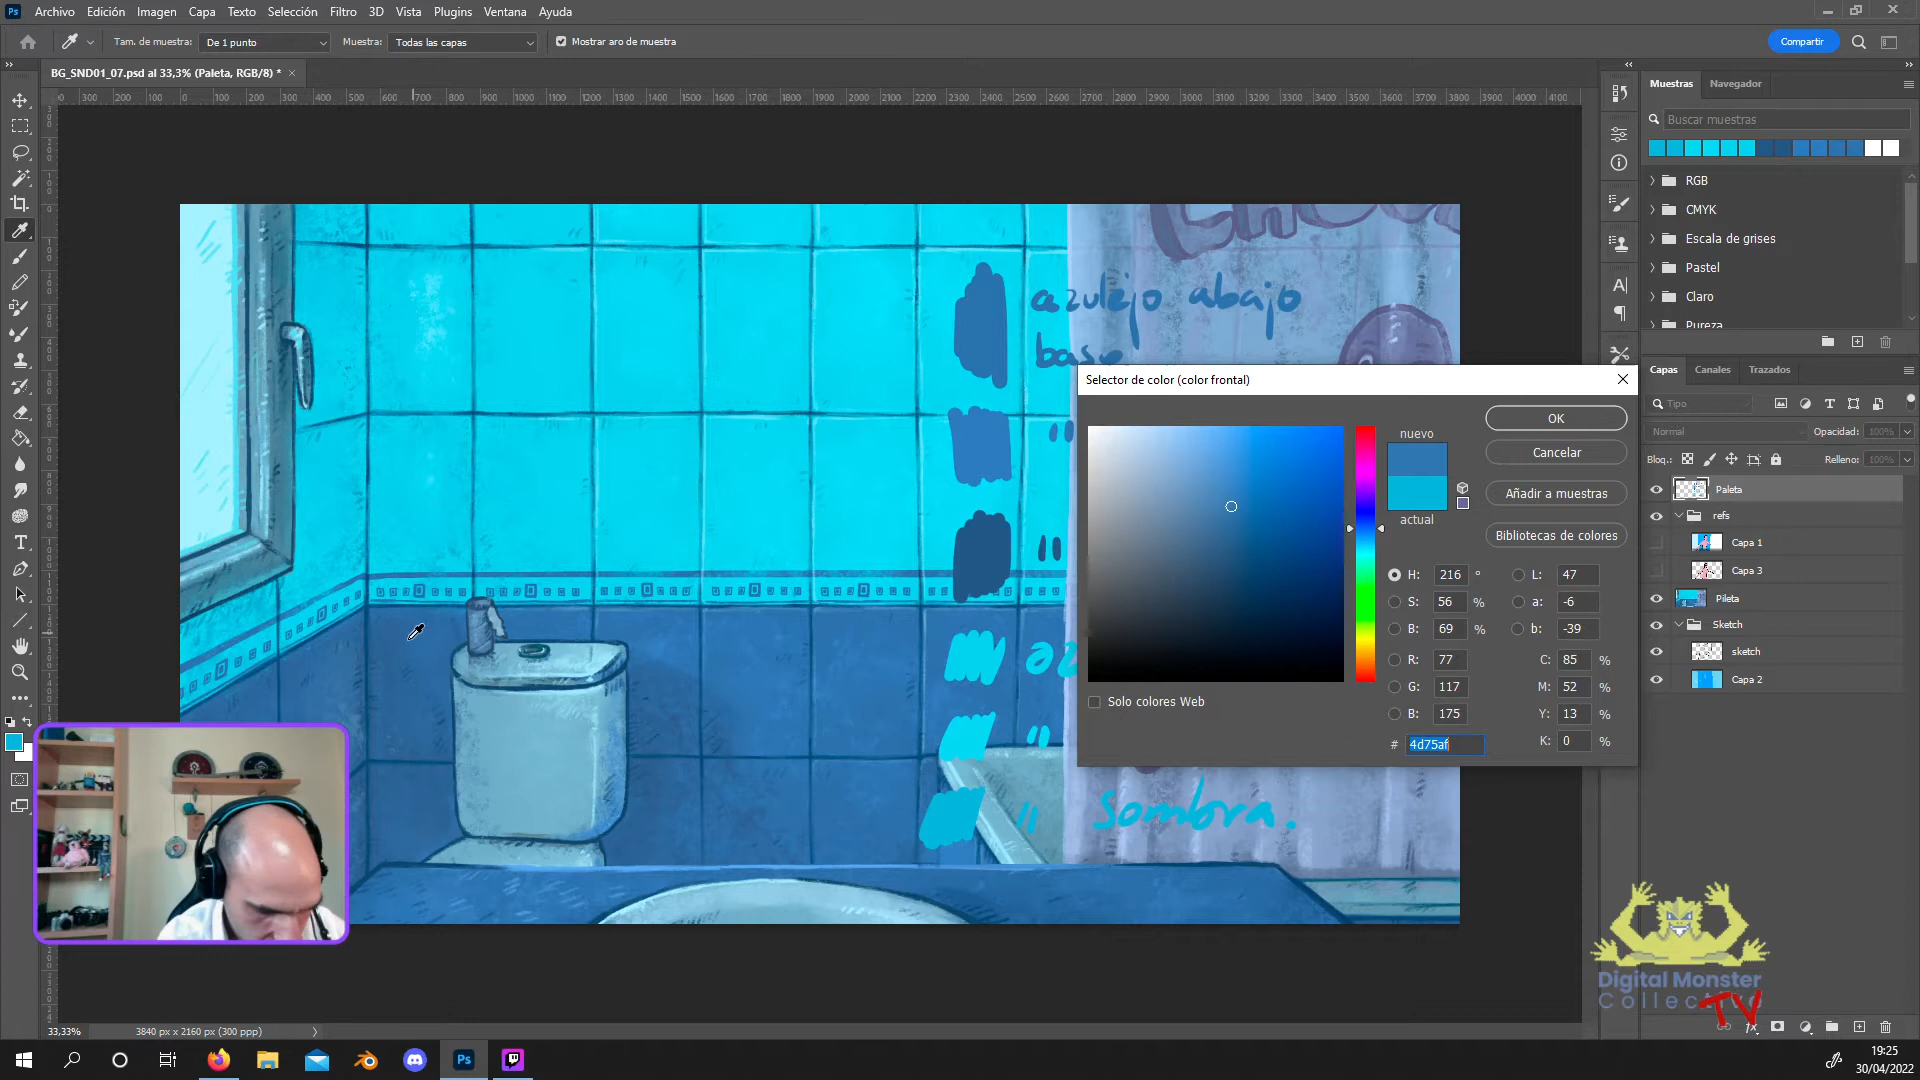 Archivo Edición Imagen Capa Texto Selección Filtro 3D Vista Plugins Ventana Ayuda
Tam. de muestra: De 1 punto Muestra: Todas las capas Mostrar aro de muestra
Compartir
BG_SND01_07.psd al 33,3% (Paleta, RGB/8) *
Muestras Navegador
Buscar muestras
RGB
CMYK
Escala de grises
Pastel
Claro
Pureza
azulejo abajo
base
Selector de color (color frontal)
nuevo
actual
OK
Cancelar
Añadir a muestras
Bibliotecas de colores
H: 216 ° L: 47
S: 56 % a: -6
B: 69 % b: -39
R: 77 C: 85 %
G: 117 M: 52 %
B: 175 Y: 13 %
# 4d75af K: 0 %
Solo colores Web
" sombra.
Capas Canales Trazados
Tipo
Normal Opacidad: 100%
Bloq.: Relleno: 100%
Paleta
refs
Capa 1
Capa 3
Pileta
Sketch
sketch
Capa 2
Digital Monster
Collective
TV
33,33% 3840 px x 2160 px (300 ppp)
19:25
30/04/2022